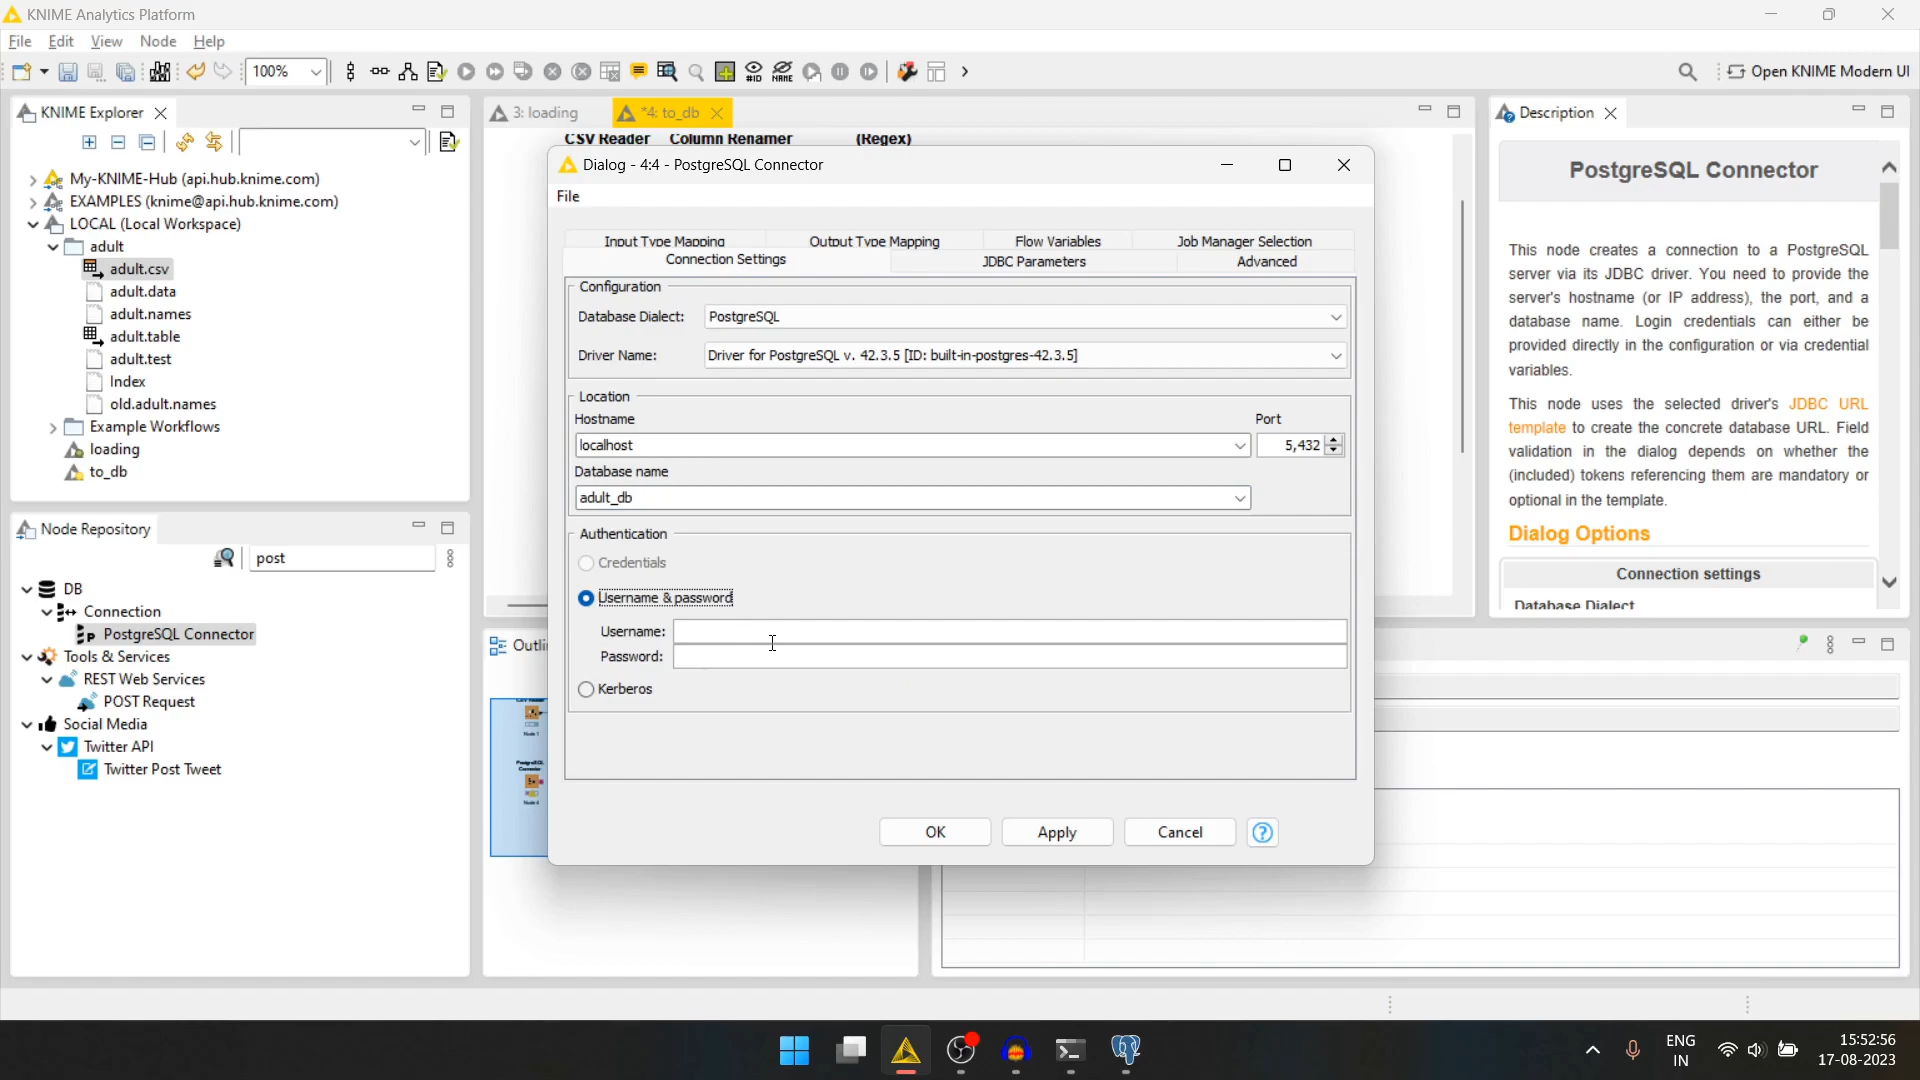 KNIME Analytics Platform
File Edit View Node Help
100%
Open KNIME Modern UI
KNIME Explorer
My-KNIME-Hub (api.hub.knime.com)
EXAMPLES (knime@api.hub.knime.com)
LOCAL (Local Workspace)
adult
adult.csv
adult.data
adult.names
adult.table
adult.test
Index
old.adult.names
Example Workflows
loading
to_db
Node Repository
post
DB
Connection
PostgreSQL Connector
Tools & Services
REST Web Services
POST Request
Social Media
Twitter API
Twitter Post Tweet
3: loading
*4: to_db
CSV Reader Column Renamer (Regex)
Dialog - 4:4 - PostgreSQL Connector
File
Input Type Mapping Output Type Mapping Flow Variables Job Manager Selection
Connection Settings JDBC Parameters Advanced
Configuration
Database Dialect: PostgreSQL
Driver Name: Driver for PostgreSQL v. 42.3.5 [ID: built-in-postgres-42.3.5]
Location
Hostname Port
localhost 5,432
Database name
adult_db
Authentication
Credentials
Username & password
Username:
Password:
Kerberos
OK Apply Cancel
Outli
CSV Reader
Node 1
PostgreSQL
Connector
Description
PostgreSQL Connector
This node creates a connection to a PostgreSQL
server via its JDBC driver. You need to provide the
server's hostname (or IP address), the port, and a
database name. Login credentials can either be
provided directly in the configuration or via credential
variables.
This node uses the selected driver's JDBC URL
template to create the concrete database URL. Field
validation in the dialog depends on whether the
(included) tokens referencing them are mandatory or
optional in the template.
Dialog Options
Connection settings
Database Dialect
ENG
IN
15:52:56
17-08-2023